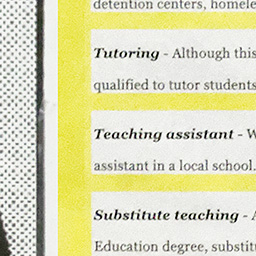 detention centers, homele
Tutoring - Although this
qualified to tutor students
Teaching assistant - W
assistant in a local school.
Substitute teaching - A
Education degree, substitu